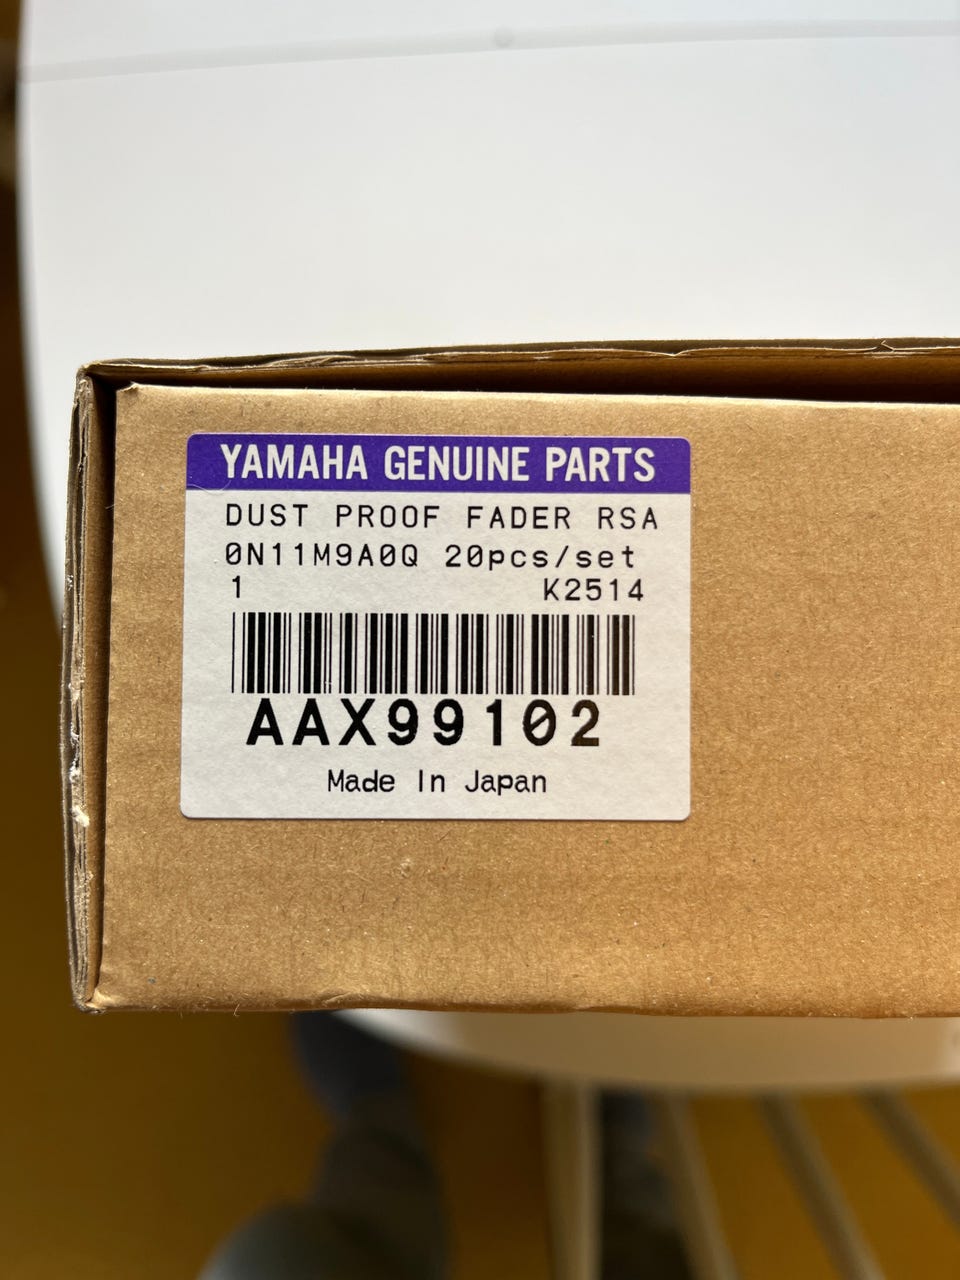 YAMAHA GENUINE PARTS
DUST PROOF FADER RSA
0N11M9A0Q 20pcs/set
1 K2514
AAX99102
Made In Japan